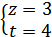 z = 3
t = 4